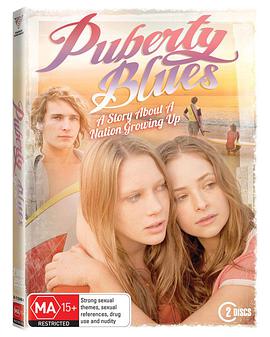 Puberty
Blues
A Story About A
Nation Growing Up
Puberty Blues
MA 15+
RESTRICTED
Strong sexual
themes, sexual
references, drug
use and nudity
2 DISCS